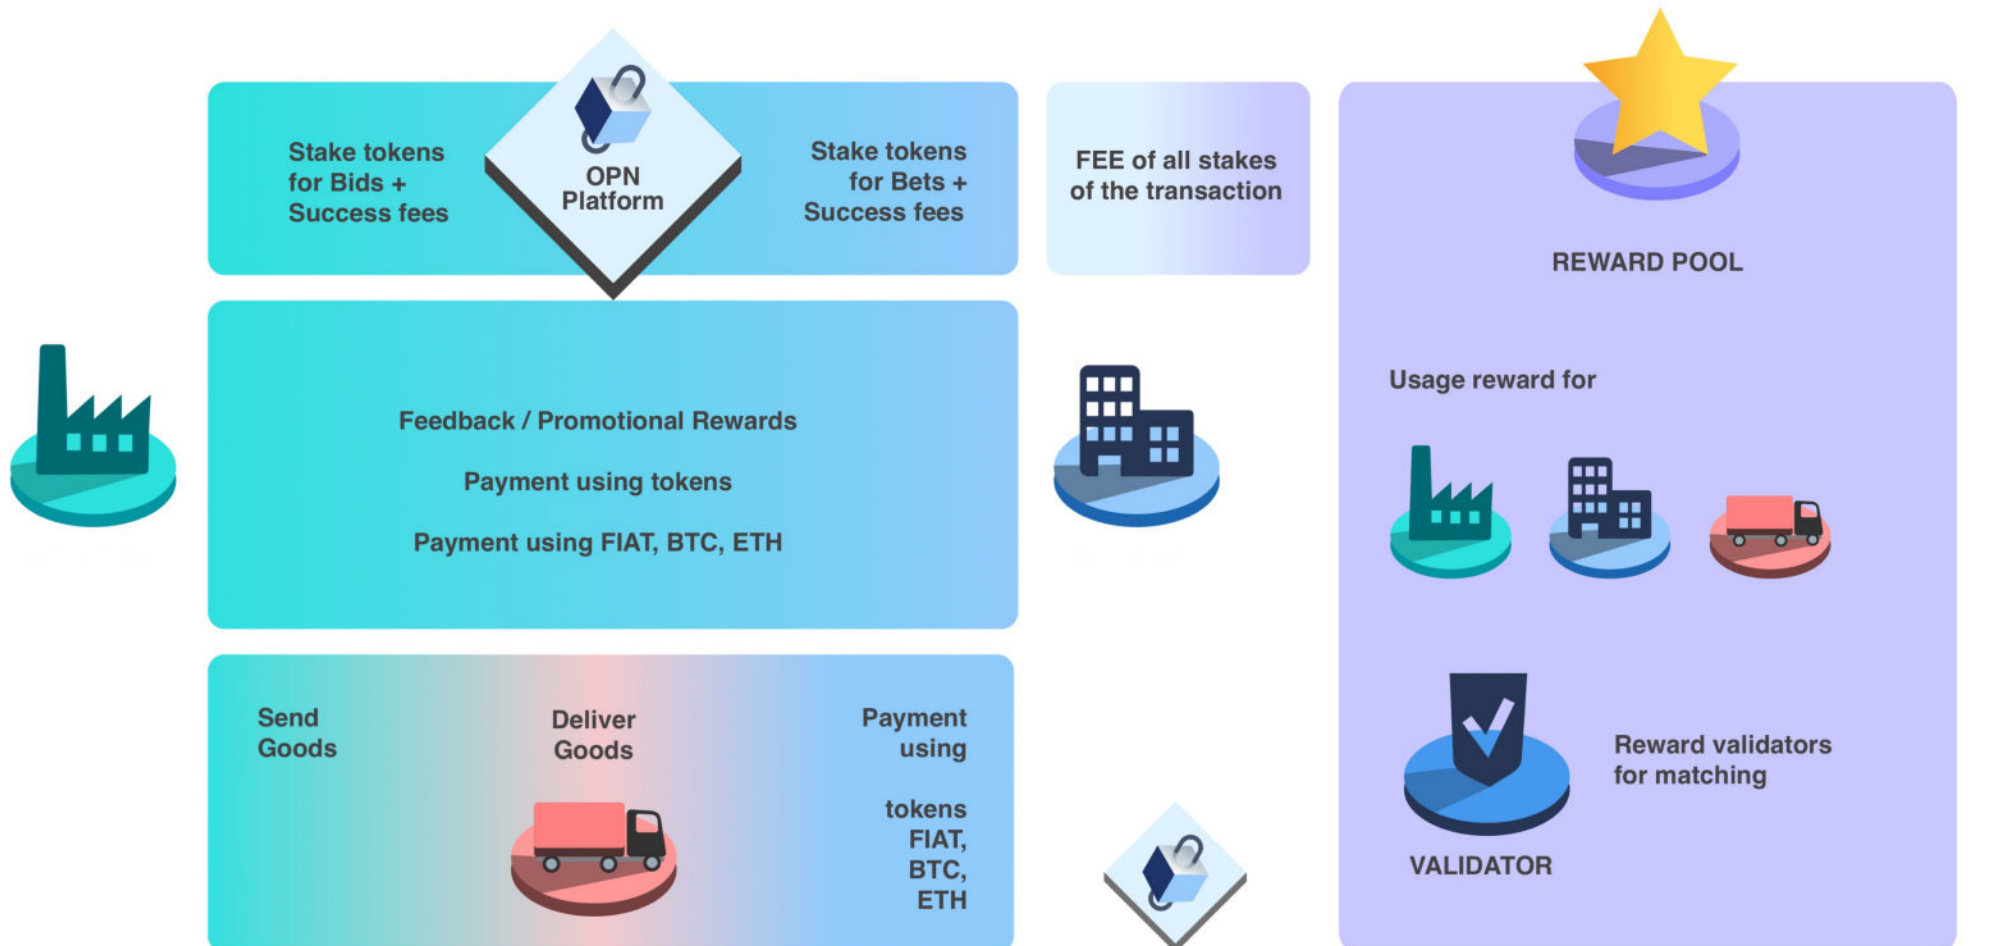 Stake tokens
for Bids +
Success fees
OPN
Platform
Stake tokens
for Bets +
Success fees
FEE of all stakes
of the transaction
REWARD POOL
Feedback / Promotional Rewards
Payment using tokens
Payment using FIAT, BTC, ETH
Usage reward for
Send
Goods
Deliver
Goods
Payment
using
tokens
FIAT,
BTC,
ETH
Reward validators
for matching
VALIDATOR